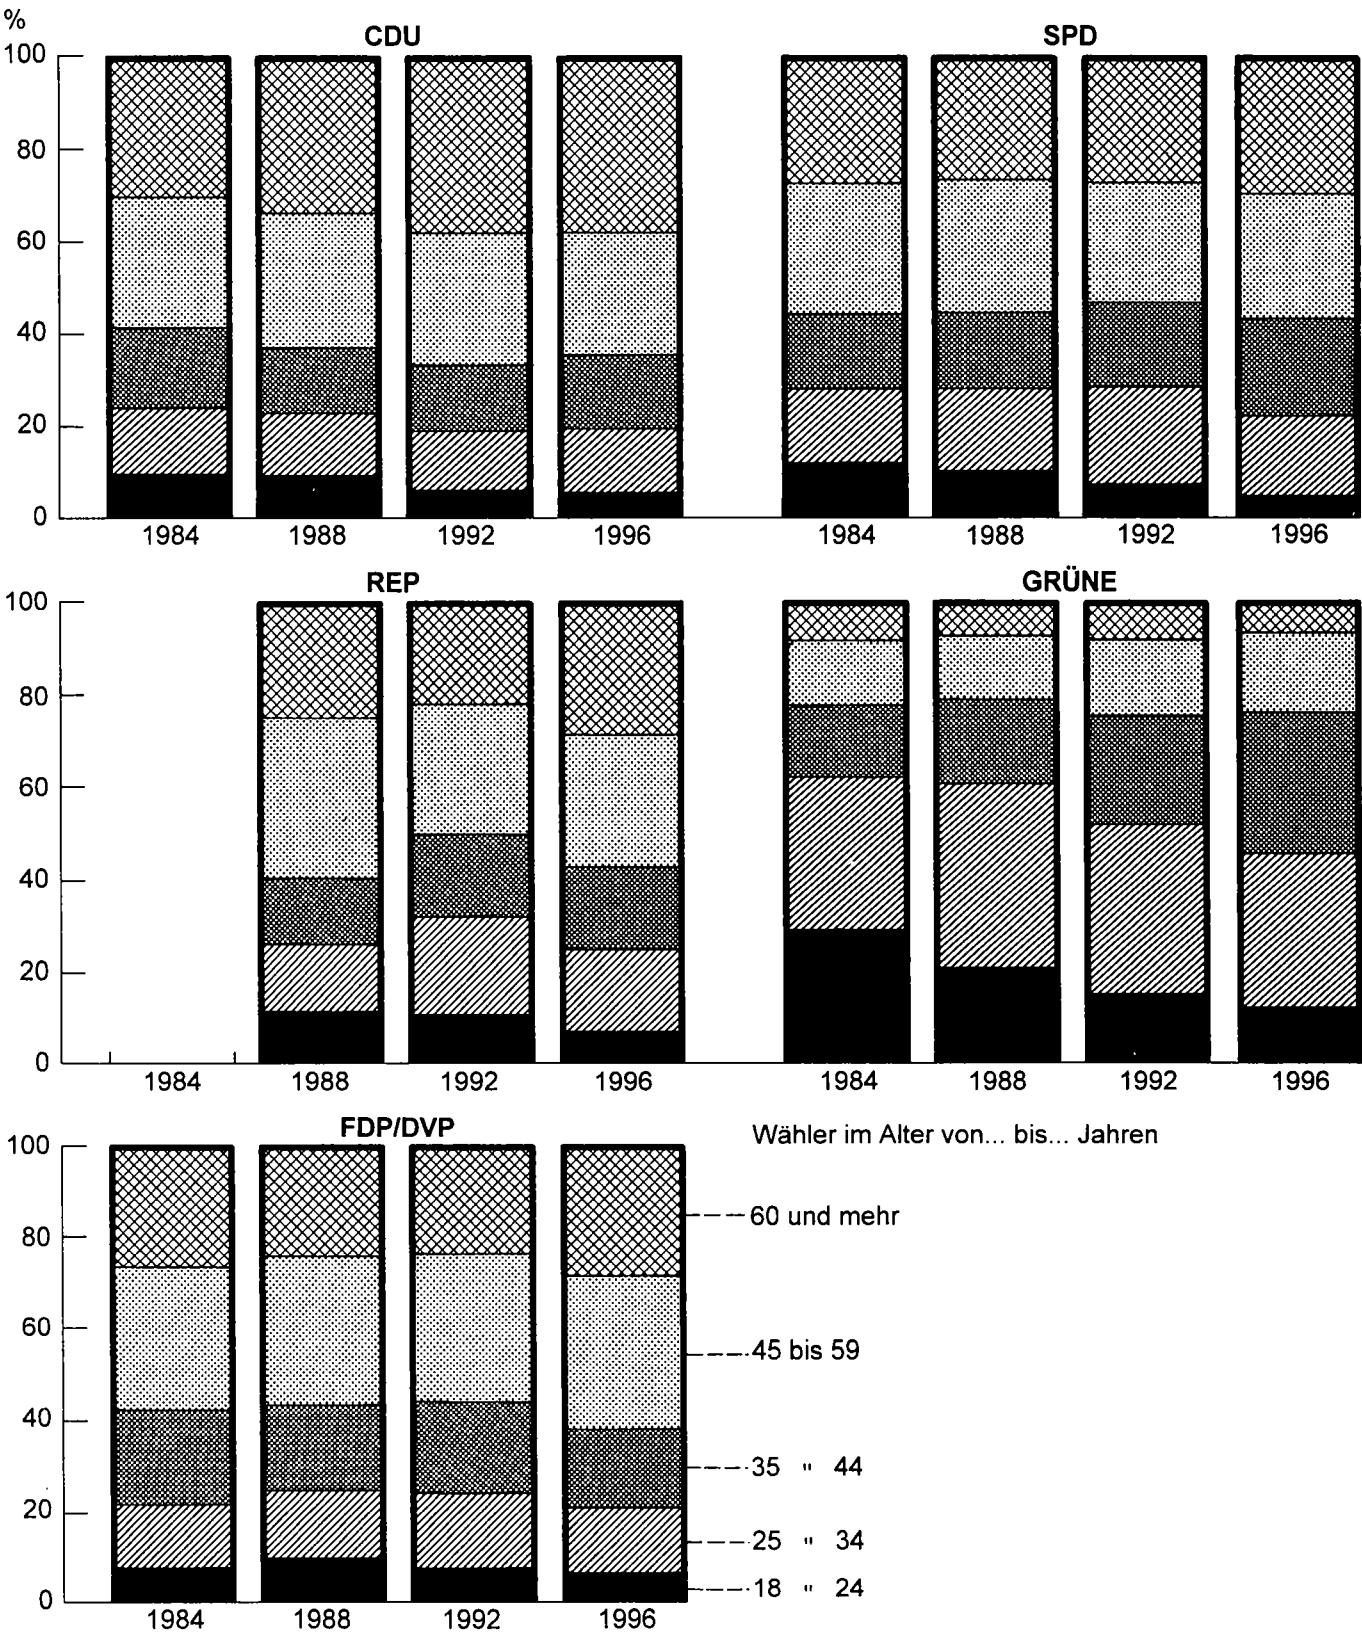 %
CDU
SPD
100
80
60
40
20
0
1984 1988 1992 1996 1984 1988 1992 1996
REP
GRÜNE
100
80
60
40
20
0
1984 1988 1992 1996 1984 1988 1992 1996
FDP/DVP
100
80
60
40
20
0
1984 1988 1992 1996
Wähler im Alter von... bis... Jahren
60 und mehr
45 bis 59
35 " 44
25 " 34
18 " 24